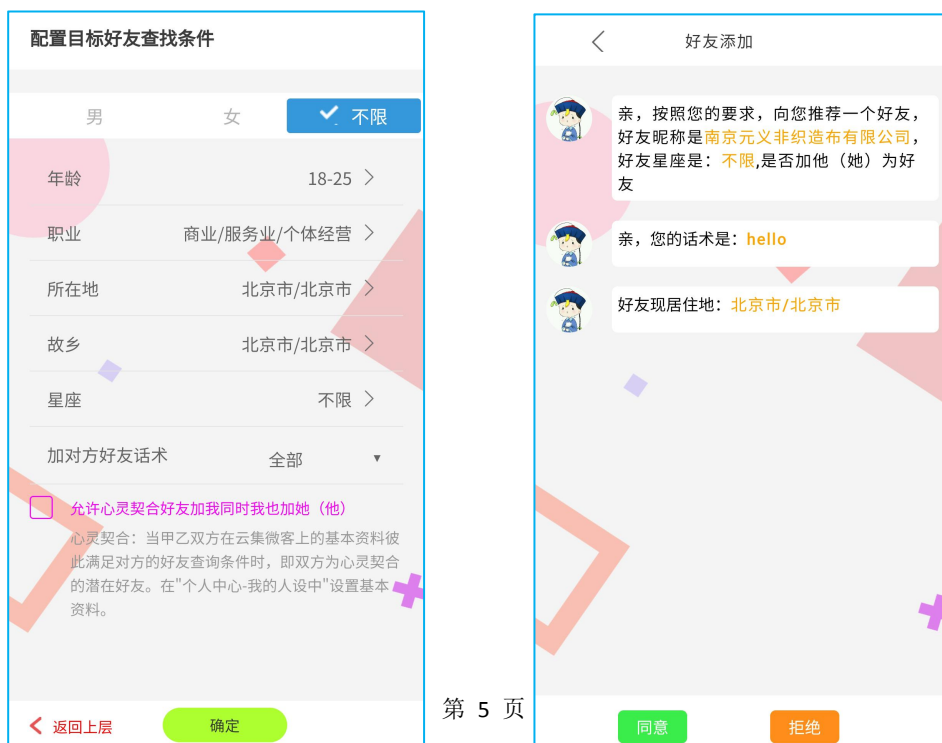 配置目标好友查找条件
男
女
不限
年龄
18-25
职业
商业/服务业/个体经营
所在地
北京市/北京市
故乡
北京市/北京市
星座
不限
加对方好友话术
全部
允许心灵契合好友加我同时我也加她（他）
心灵契合：当甲乙双方在云集微客上的基本资料彼
此满足对方的好友查询条件时，即双方为心灵契合
的潜在好友。在"个人中心-我的人设中"设置基本
资料。
返回上层
确定
第 5 页
好友添加
亲，按照您的要求，向您推荐一个好友，
好友昵称是南京元义非织造布有限公司，
好友星座是：不限,是否加他（她）为好
友
亲，您的话术是：hello
好友现居住地：北京市/北京市
同意
拒绝